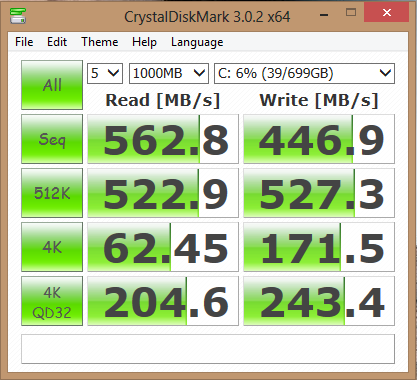 CrystalDiskMark 3.0.2 x64
File Edit Theme Help Language
All 5 1000MB C: 6% (39/699GB)
Read [MB/s] Write [MB/s]
Seq 562.8 446.9
512K 522.9 527.3
4K 62.45 171.5
4K QD32 204.6 243.4